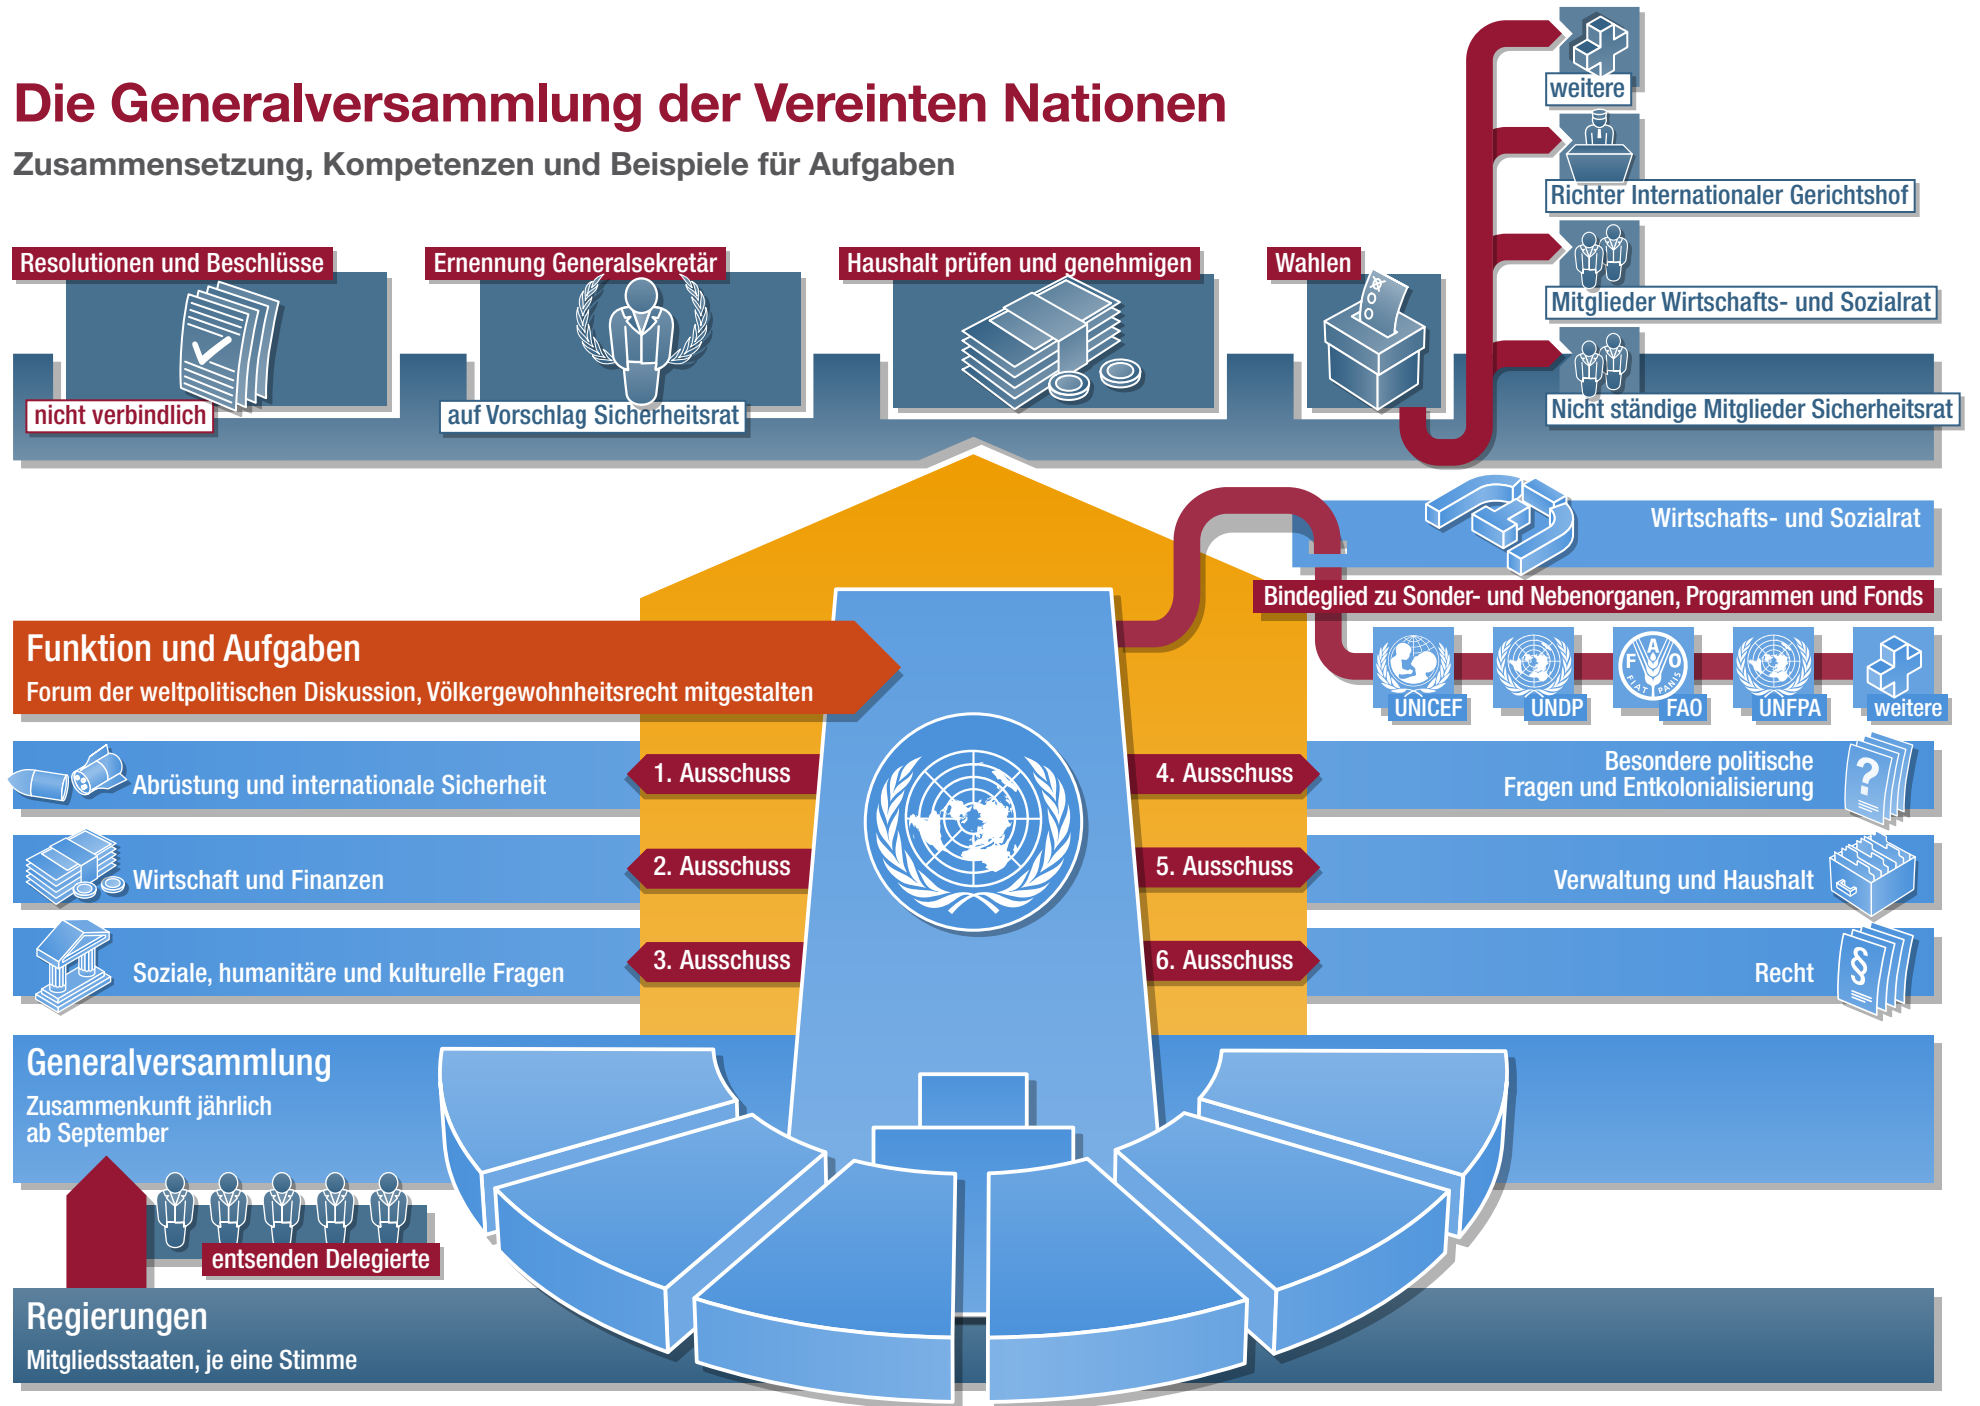 Die Generalversammlung der Vereinten Nationen
Zusammensetzung, Kompetenzen und Beispiele für Aufgaben
Resolutionen und Beschlüsse
nicht verbindlich
Ernennung Generalsekretär
auf Vorschlag Sicherheitsrat
Haushalt prüfen und genehmigen
Wahlen
weitere
Richter Internationaler Gerichtshof
Mitglieder Wirtschafts- und Sozialrat
Nicht ständige Mitglieder Sicherheitsrat
Wirtschafts- und Sozialrat
Bindeglied zu Sonder- und Nebenorganen, Programmen und Fonds
UNICEF
UNDP
F A O
FIAT PANIS
FAO
UNFPA
weitere
Funktion und Aufgaben
Forum der weltpolitischen Diskussion, Völkergewohnheitsrecht mitgestalten
1. Ausschuss
Abrüstung und internationale Sicherheit
2. Ausschuss
Wirtschaft und Finanzen
3. Ausschuss
Soziale, humanitäre und kulturelle Fragen
4. Ausschuss
Besondere politische
Fragen und Entkolonialisierung
?
5. Ausschuss
Verwaltung und Haushalt
6. Ausschuss
Recht
§
Generalversammlung
Zusammenkunft jährlich
ab September
entsenden Delegierte
Regierungen
Mitgliedsstaaten, je eine Stimme